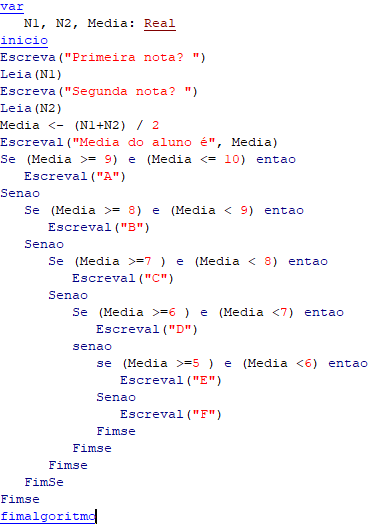 var
   N1, N2, Media: Real
inicio
Escreva("Primeira nota? ")
Leia(N1)
Escreva("Segunda nota? ")
Leia(N2)
Media <- (N1+N2) / 2
Escreval("Media do aluno é", Media)
Se (Media >= 9) e (Media <= 10) entao
   Escreval("A")
Senao
   Se (Media >= 8) e (Media < 9) entao
      Escreval("B")
   Senao
      Se (Media >=7 ) e (Media < 8) entao
         Escreval("C")
      Senao
         Se (Media >=6 ) e (Media <7) entao
            Escreval("D")
         senao
            se (Media >=5 ) e (Media <6) entao
               Escreval("E")
            Senao
               Escreval("F")
            Fimse
         Fimse
      Fimse
   FimSe
Fimse
fimalgoritmo